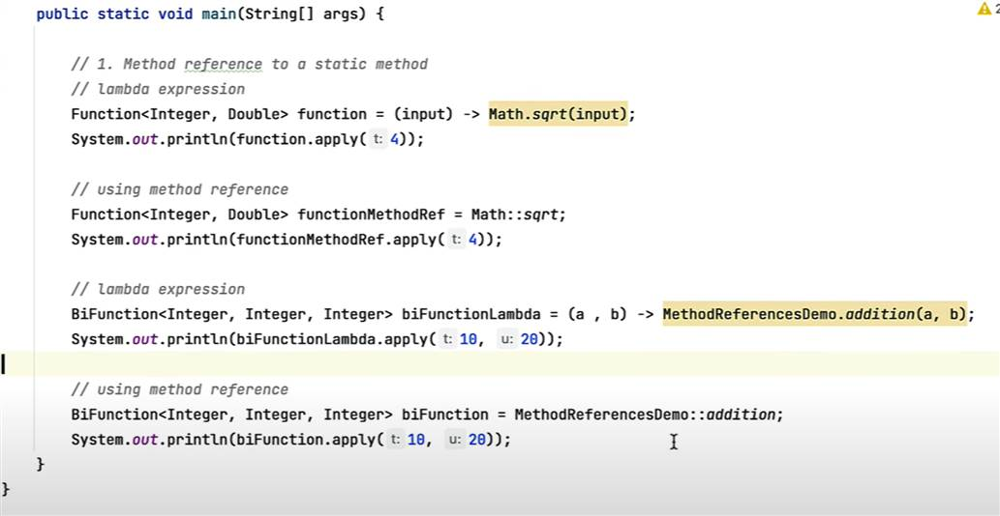 public static void main(String[] args) {
2
// 1. Method reference to a static method
// lambda expression
Function<Integer, Double> function = (input) -> Math.sqrt(input);
System.out.println(function.apply( t: 4));
// using method reference
Function<Integer, Double> functionMethodRef = Math::sqrt;
System.out.println(functionMethodRef.apply( t: 4));
// lambda expression
BiFunction<Integer, Integer, Integer> biFunctionLambda = (a , b) -> MethodReferencesDemo.addition(a, b);
System.out.println(biFunctionLambda.apply( t: 10, u: 20));
// using method reference
BiFunction<Integer, Integer, Integer> biFunction = MethodReferencesDemo::addition;
System.out.println(biFunction.apply( t: 10, u: 20));
}
}